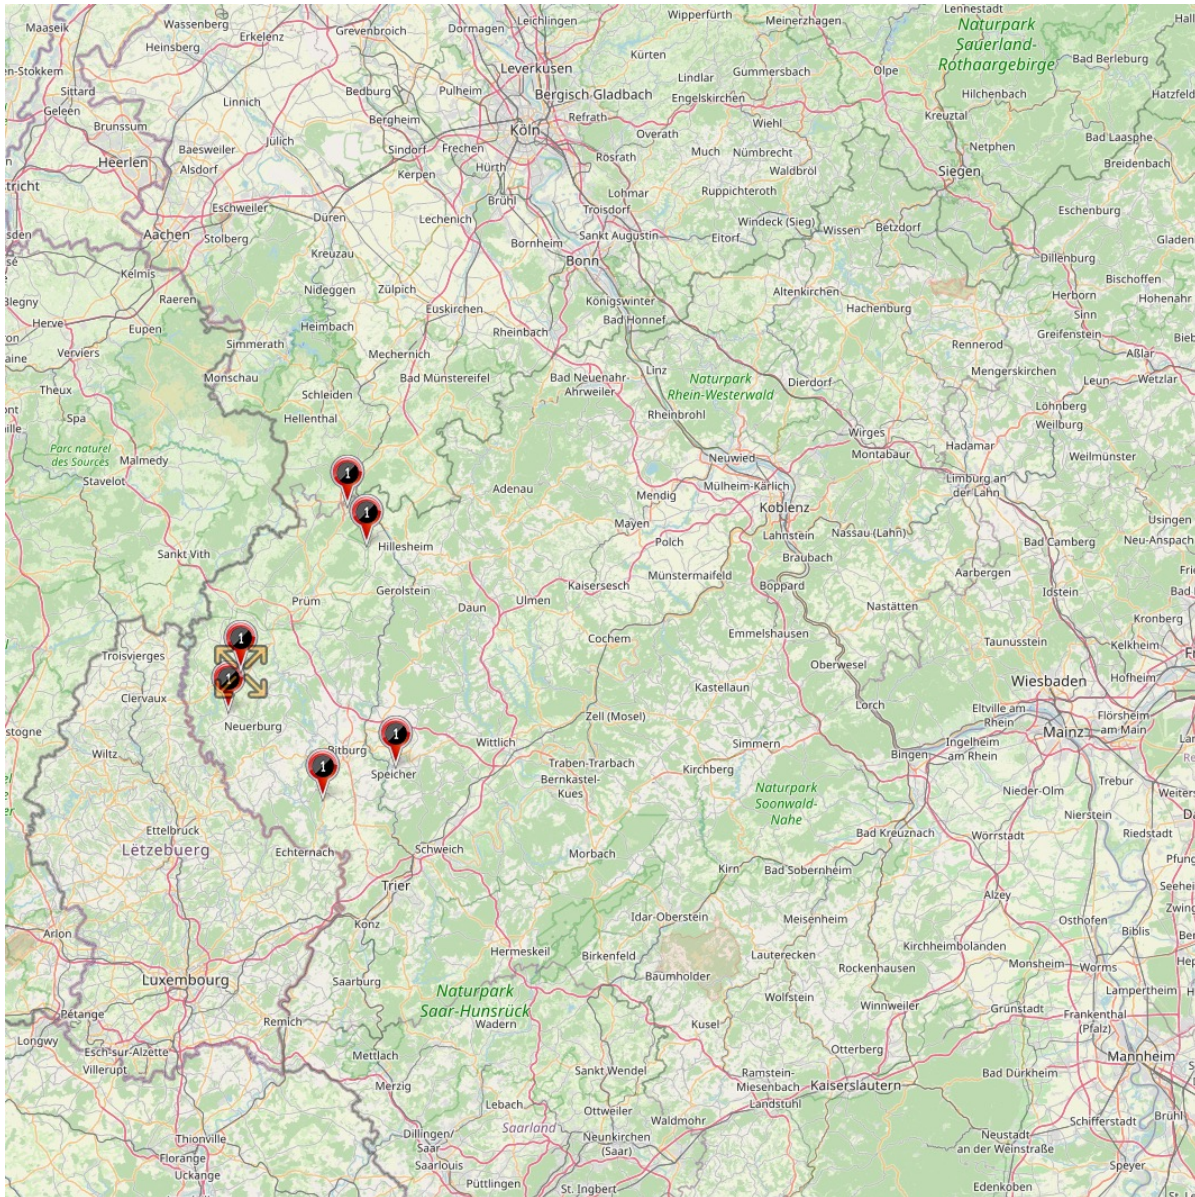 Maaseik
Wassenberg
Erkelenz
Grevenbroich
Dormagen
Leichlingen
Wipperfürth
Meinerzhagen
Lennestadt
Hal
Heinsberg
Leverkusen
Kürten
Naturpark
Sauerland-
Rothaargebirge
Bad Berleburg
en-Stokkem
Sittard
Geleen
Linnich
Bedburg
Pulheim
Bergisch Gladbach
Lindlar
Gummersbach
Olpe
Hilchenbach
Hatzfeld
Engelskirchen
Brunssum
Bergheim
Köln
Refrath
Overath
Wiehl
Kreuztal
Bad Laasphe
Heerlen
Baesweiler
Jülich
Sindorf
Frechen
Hürth
Rösrath
Much
Nümbrecht
Netphen
Breidenbach
Alsdorf
Kerpen
Waldbröl
Siegen
tricht
Eschweiler
Düren
Lechenich
Brühl
Lohmar
Ruppichteroth
Eschenburg
Troisdorf
Windeck (Sieg)
Aachen
Stolberg
Kreuzau
Bornheim
Sankt Augustin
Eitorf
Wissen
Betzdorf
Gladen
Bonn
Dillenburg
Kelmis
Nideggen
Zülpich
Königswinter
Altenkirchen
Bischoffen
Blegny
Raeren
Euskirchen
Bad Honnef
Hachenburg
Herborn
Hohenahr
Herve
Eupen
Heimbach
Rheinbach
Sinn
Simmerath
Greifenstein
Verviers
Mechernich
Rennerod
Aßlar
Theux
Monschau
Bad Münstereifel
Bad Neuenahr-
Ahrweiler
Linz
Naturpark
Rhein-Westerwald
Dierdorf
Mengerskirchen
Leun
Wetzlar
Schleiden
Spa
Hellenthal
Rheinbrohl
Löhnberg
Weilburg
Parc naturel
des Sources
Malmedy
Wirges
Hadamar
Montabaur
Weilmünster
Stavelot
1
Adenau
Neuwied
Mülheim-Kärlich
Limburg an
der Lahn
Mendig
Koblenz
1
Mayen
Usingen
Sankt Vith
Hillesheim
Polch
Lahnstein
Nassau (Lahn)
Bad Camberg
Neu-Anspach
Braubach
Kaisersesch
Münstermaifeld
Boppard
Aarbergen
Prüm
Gerolstein
Daun
Ulmen
Nastätten
Idstein
Kronberg
1
Cochem
Emmelshausen
Taunusstein
Kelkheim
Troisvierges
Oberwesel
Hofheim
1
Wiesbaden
Clervaux
Kastellaun
Lorch
Eltville am
Rhein
Flörsheim
am Main
Neuerburg
Zell (Mosel)
Mainz
1
Wiltz
Bitburg
Wittlich
Simmern
Bingen
Ingelheim
am Rhein
1
Speicher
Traben-Trarbach
Bernkastel-
Kues
Kirchberg
Trebur
Naturpark
Soonwald-
Nahe
Nieder-Olm
Nierstein
Ettelbrück
Lëtzebuerg
Echternach
Schweich
Morbach
Bad Kreuznach
Wörrstadt
Riedstadt
Kirn
Bad Sobernheim
Trier
Alzey
Konz
Idar-Oberstein
Meisenheim
Osthofen
Biblis
Arlon
Hermeskeil
Birkenfeld
Kirchheimbolanden
Lauterecken
Monsheim
Worms
Luxembourg
Saarburg
Baumholder
Rockenhausen
Naturpark
Saar-Hunsrück
Wolfstein
Winnweiler
Lampertheim
Pétange
Remich
Wadern
Kusel
Grünstadt
Frankenthal
(Pfalz)
Longwy
Esch-sur-Alzette
Villerupt
Mettlach
Otterberg
Mannheim
Merzig
Sankt Wendel
Ramstein-
Miesenbach
Landstuhl
Kaiserslautern
Bad Dürkheim
Lebach
Ottweiler
Waldmohr
Schifferstadt
Brühl
Thionville
Dillingen/
Saar
Saarland
Neunkirchen
(Saar)
Neustadt
an der Weinstraße
Florange
Uckange
Saarlouis
Speyer
Püttlingen
St. Ingbert
Edenkoben